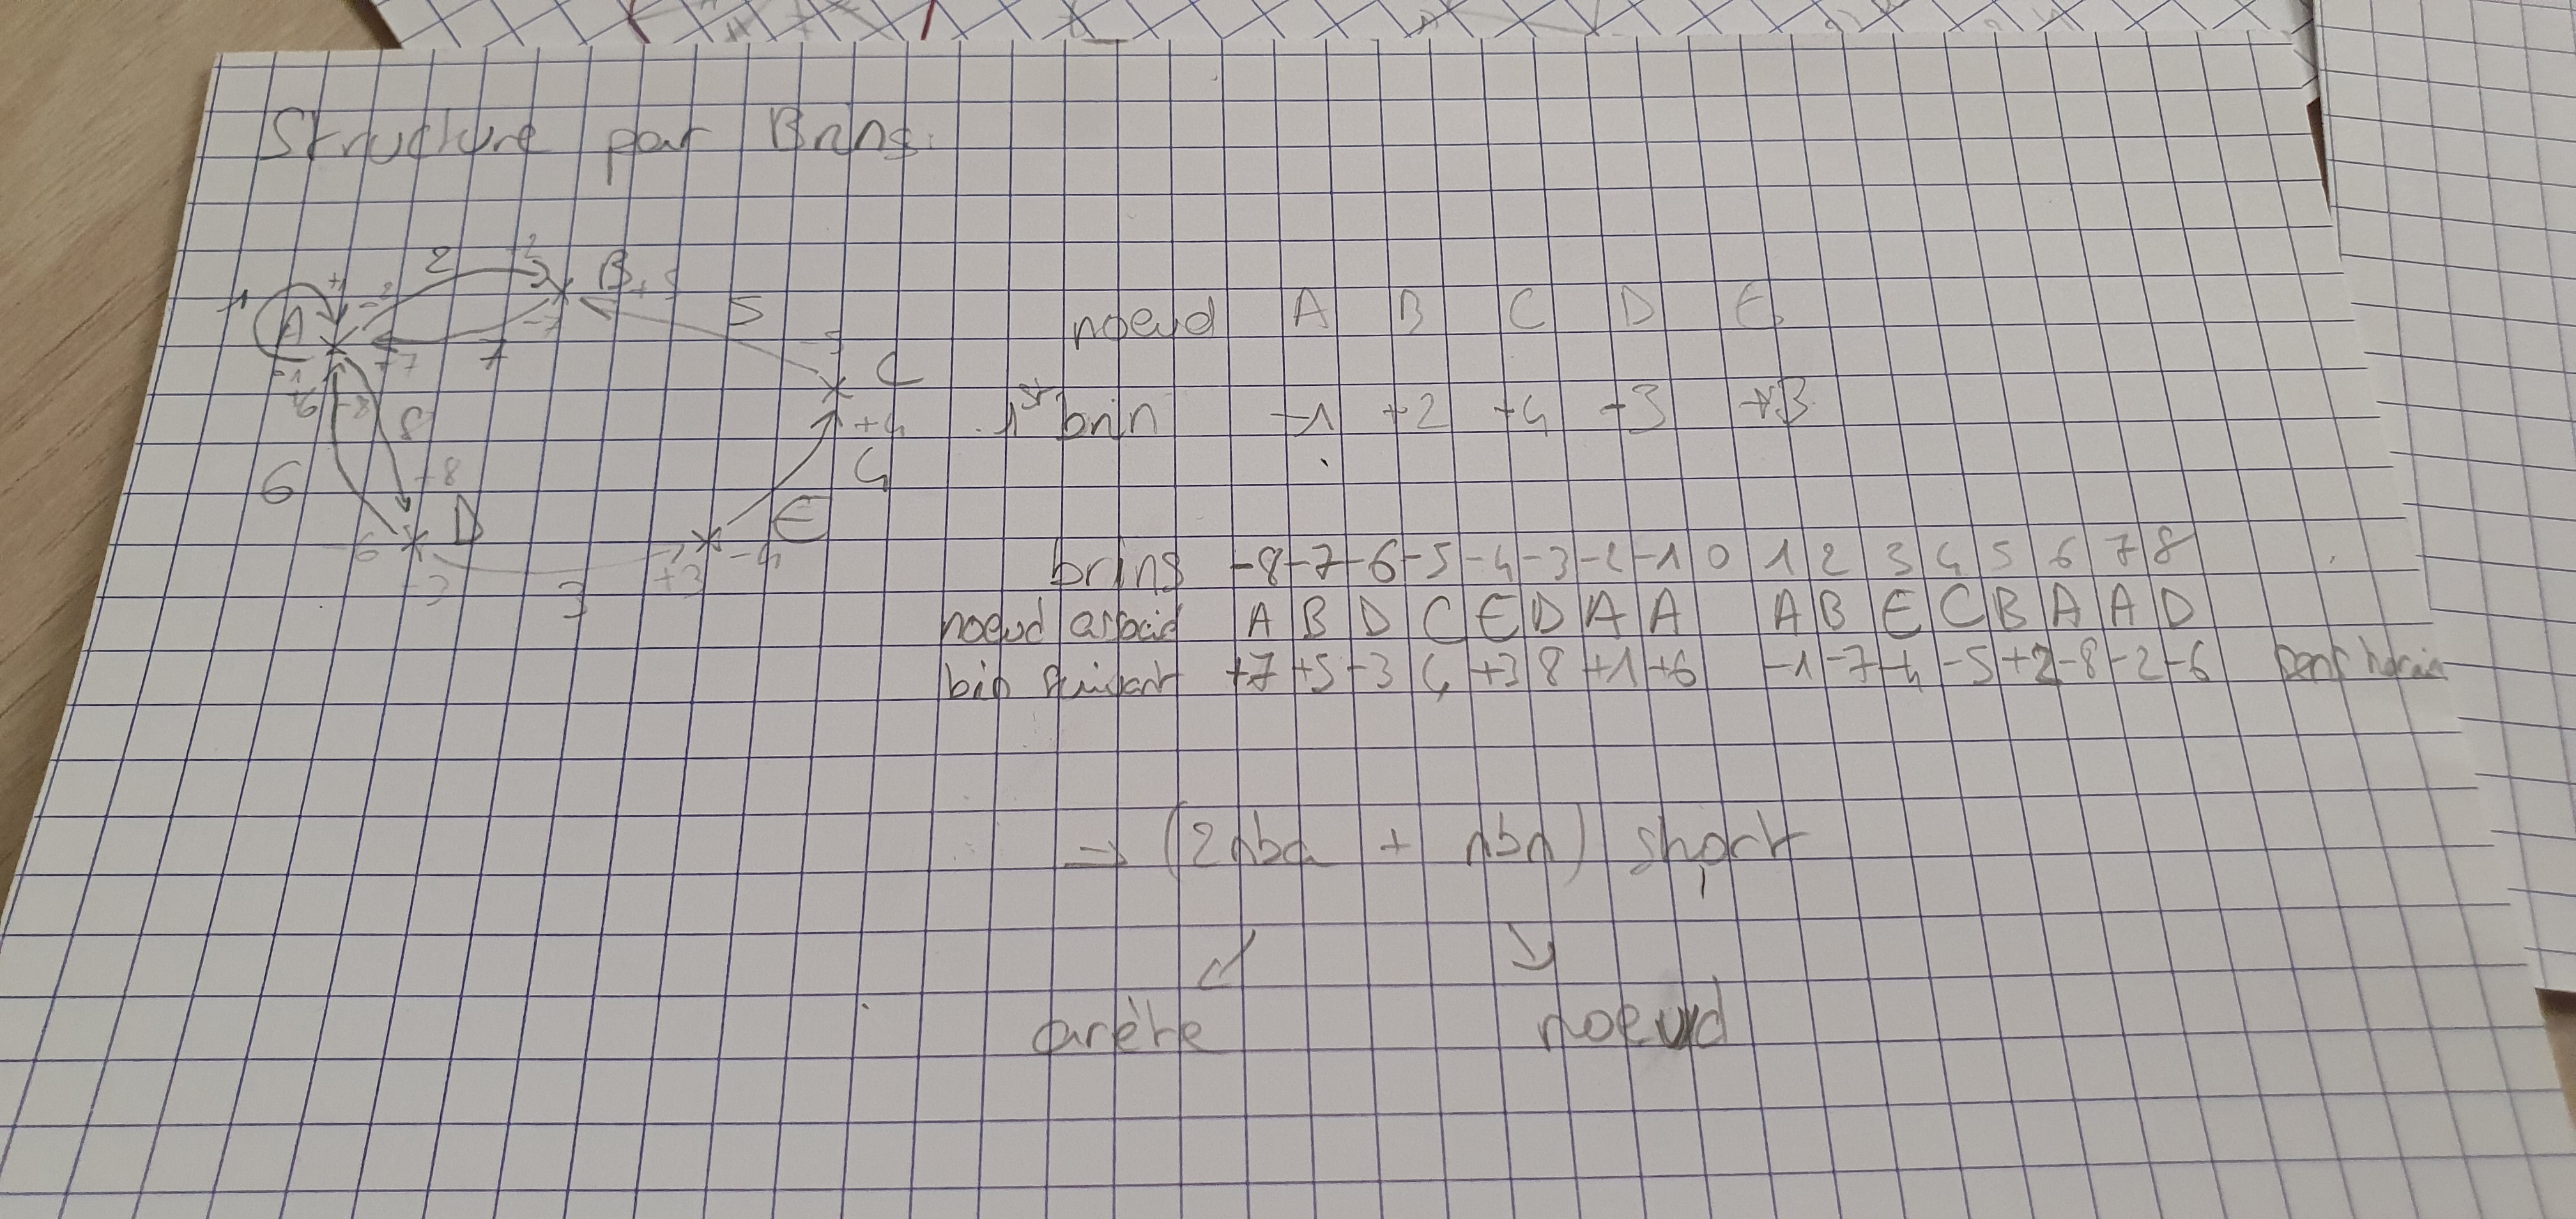 Structure par Brins:
1 A +1 -1 -2 2 +2 B +5 -7 7 +7 5 -5 C
+6 -8 8 +4 4
6 +8 D E
-6 -3 3 +3 -4
noeud A B C D E
1st brin -1 +2 +4 -3 +3
brins -8 -7 -6 -5 -4 -3 -2 -1 0 1 2 3 4 5 6 7 8
noeud associé A B D C E D A A A B E C B A A D
bin suivant +7 +5 -3 4 +3 8 +1 +6 -1 -7 -4 -5 +2 -8 -2 -6 sens horaire
→ (2nba + nbn) short
arête noeud